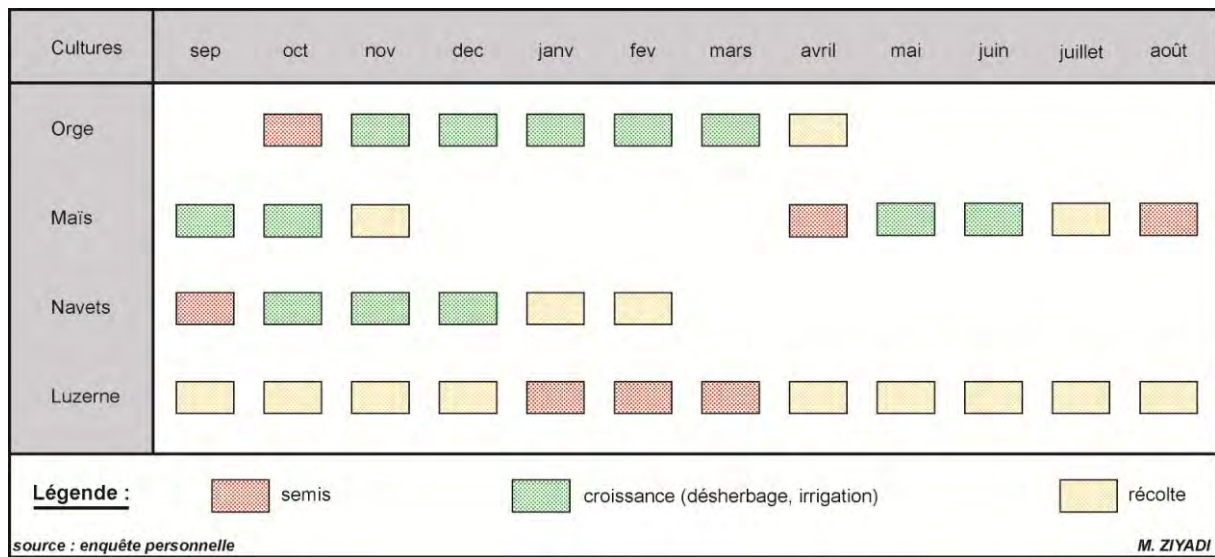 Cultures sep oct nov dec janv fev mars avril mai juin juillet août
Orge
Maïs
Navets
Luzerne
Légende : semis croissance (désherbage, irrigation) récolte
source : enquête personnelle M. ZIYADI